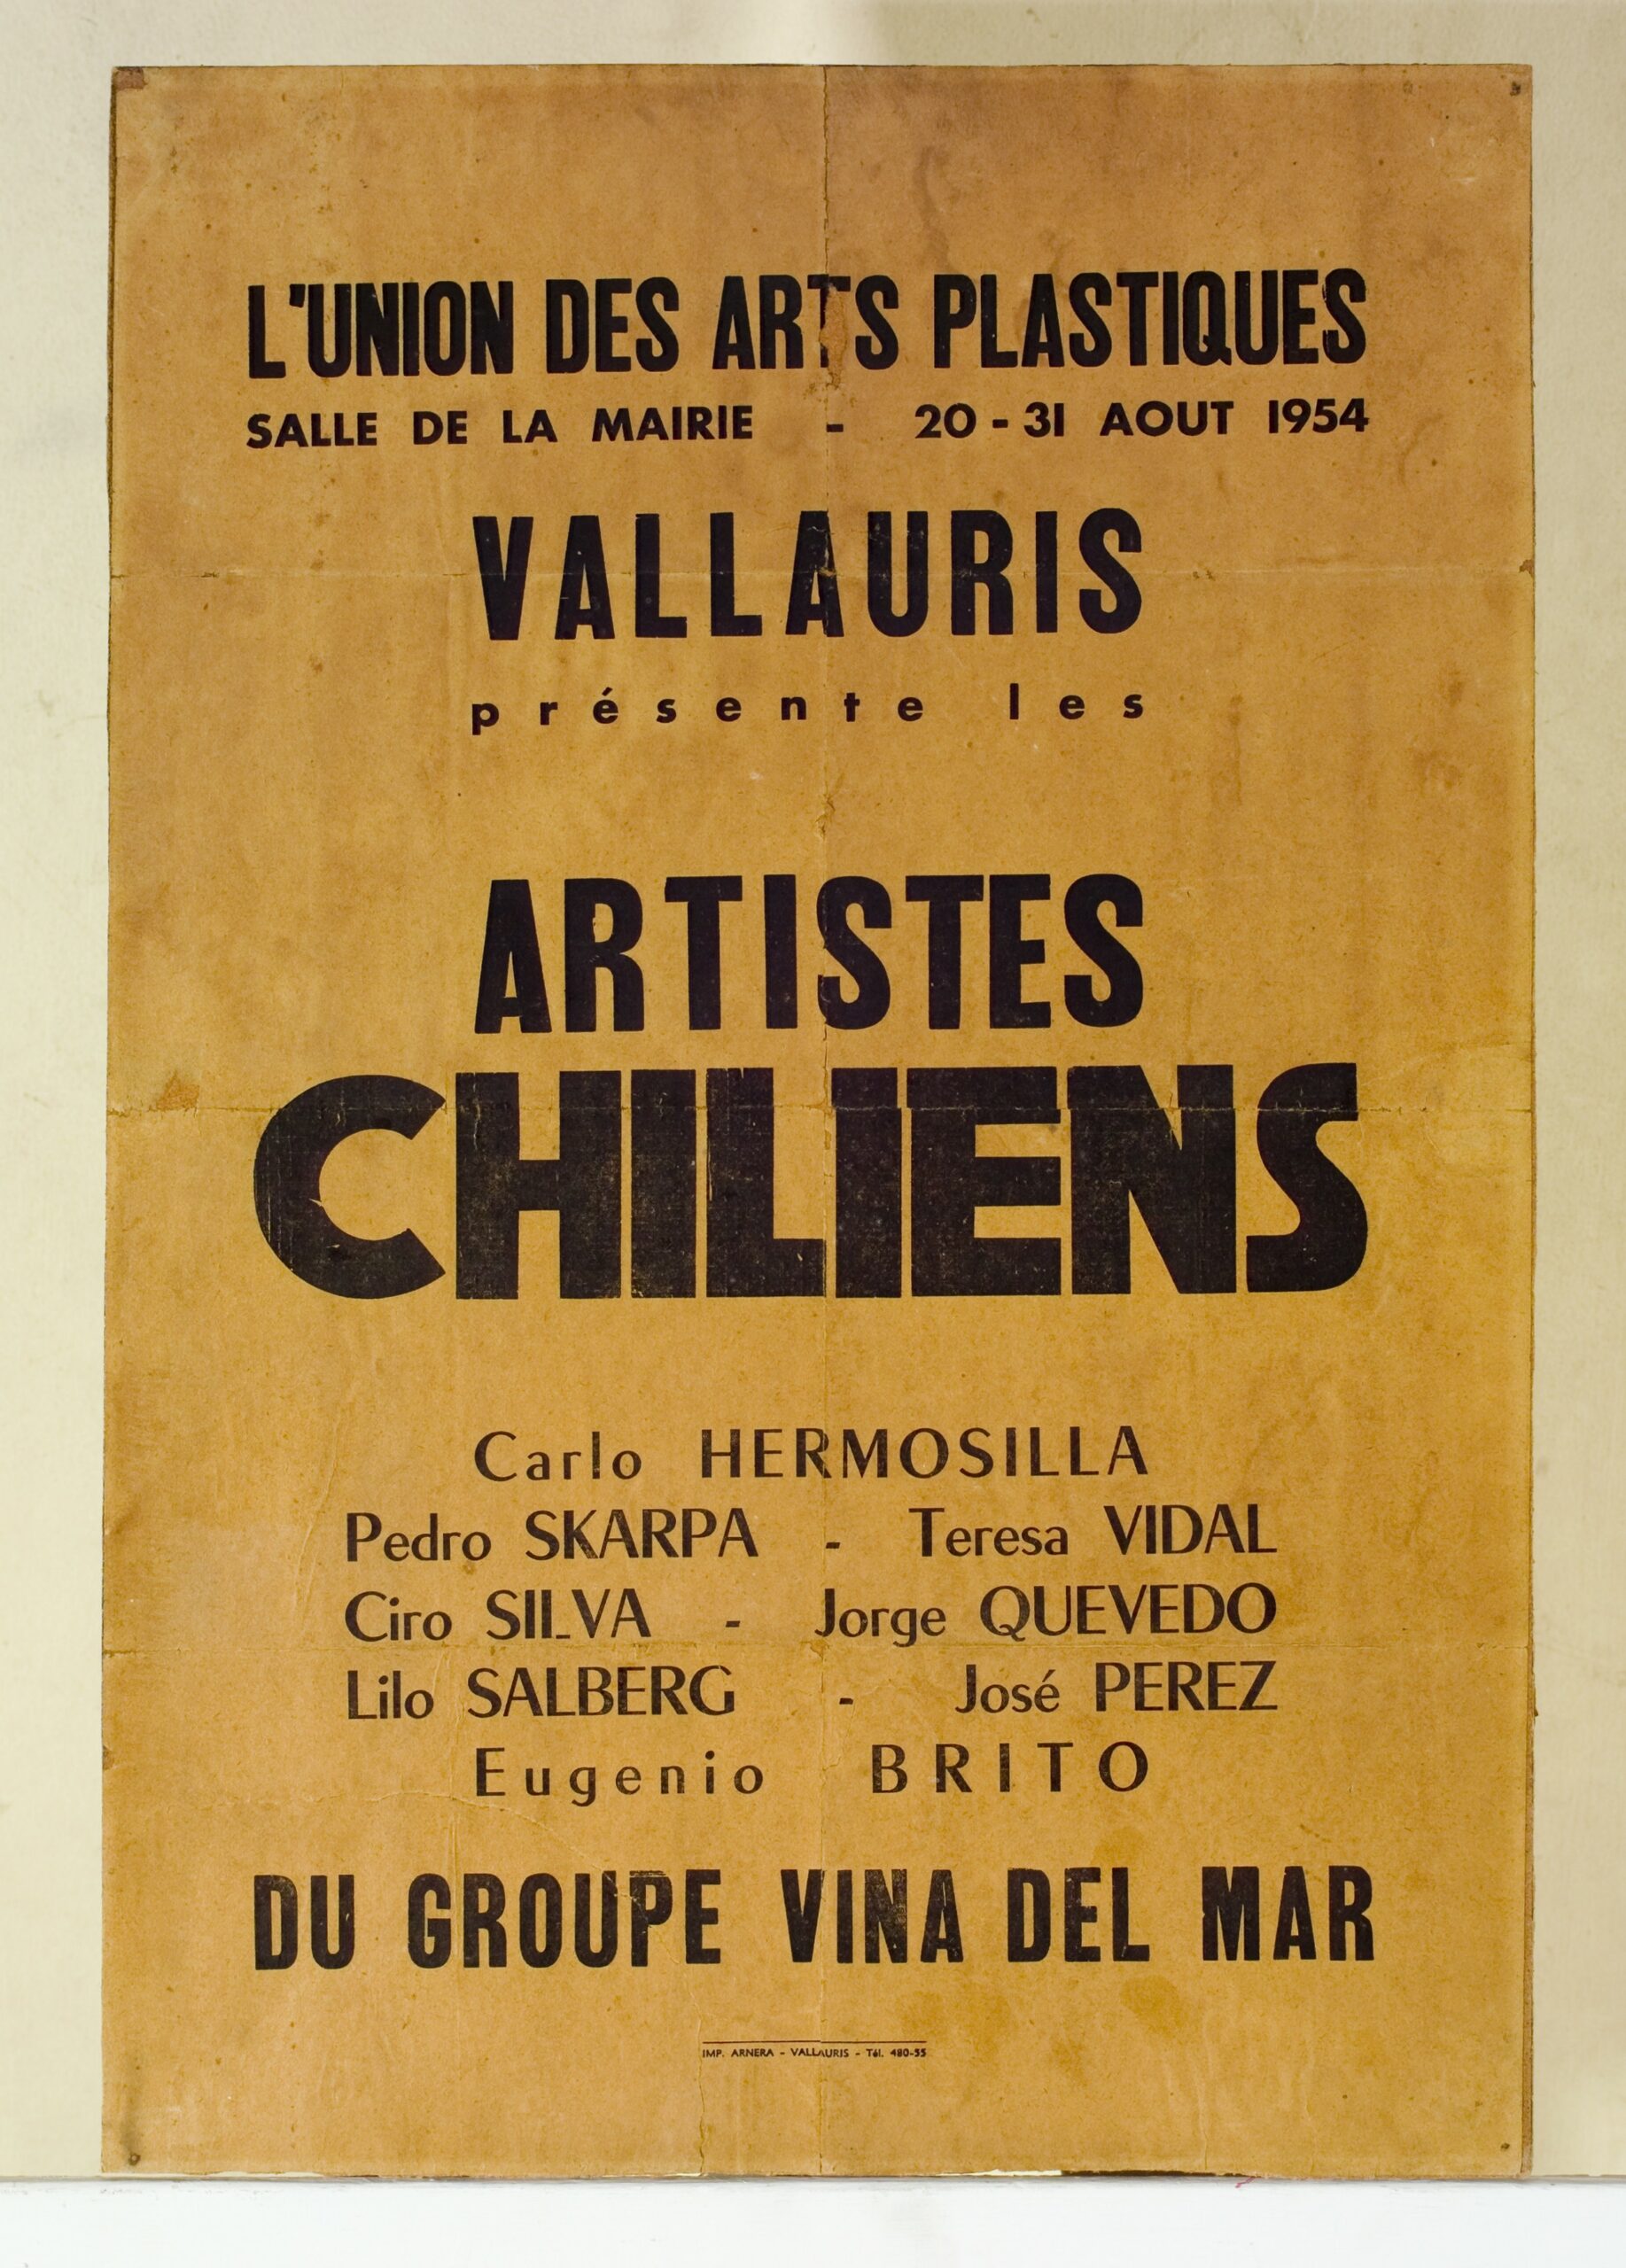 L'UNION DES ARTS PLASTIQUES
SALLE DE LA MAIRIE - 20-31 AOUT 1954
VALLAURIS
présente les
ARTISTES
CHILIENS
Carlo HERMOSILLA
Pedro SKARPA - Teresa VIDAL
Ciro SILVA - Jorge QUEVEDO
Lilo SALBERG - José PEREZ
Eugenio BRITO
DU GROUPE VINA DEL MAR
IMP. ARNERA - VALLAURIS - Tél. 480-55